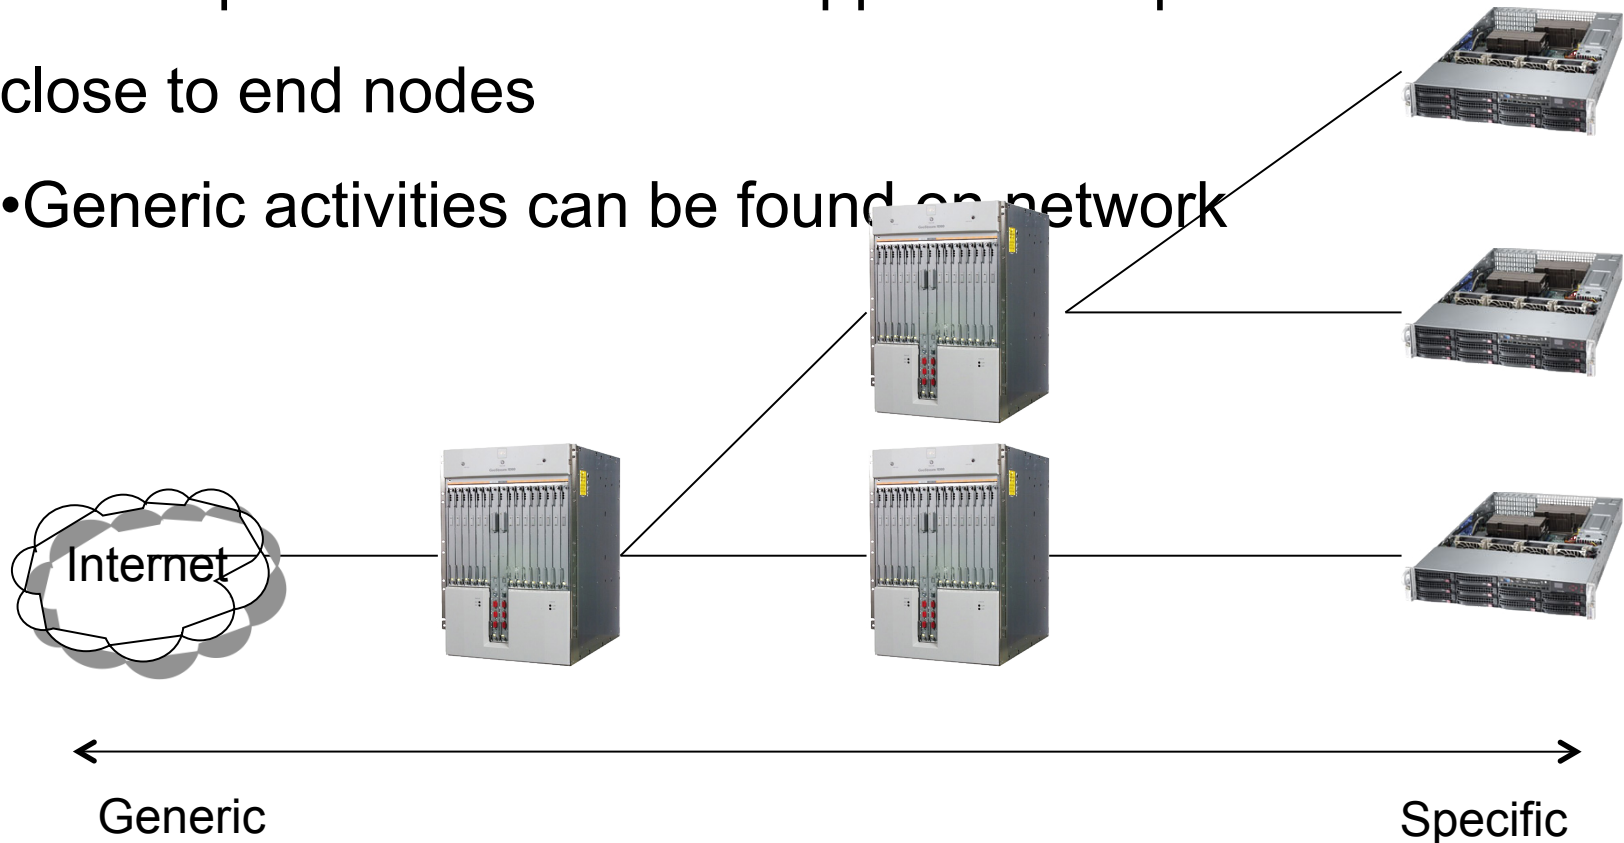 close to end nodes
•Generic activities can be found on network
Internet
Generic
Specific